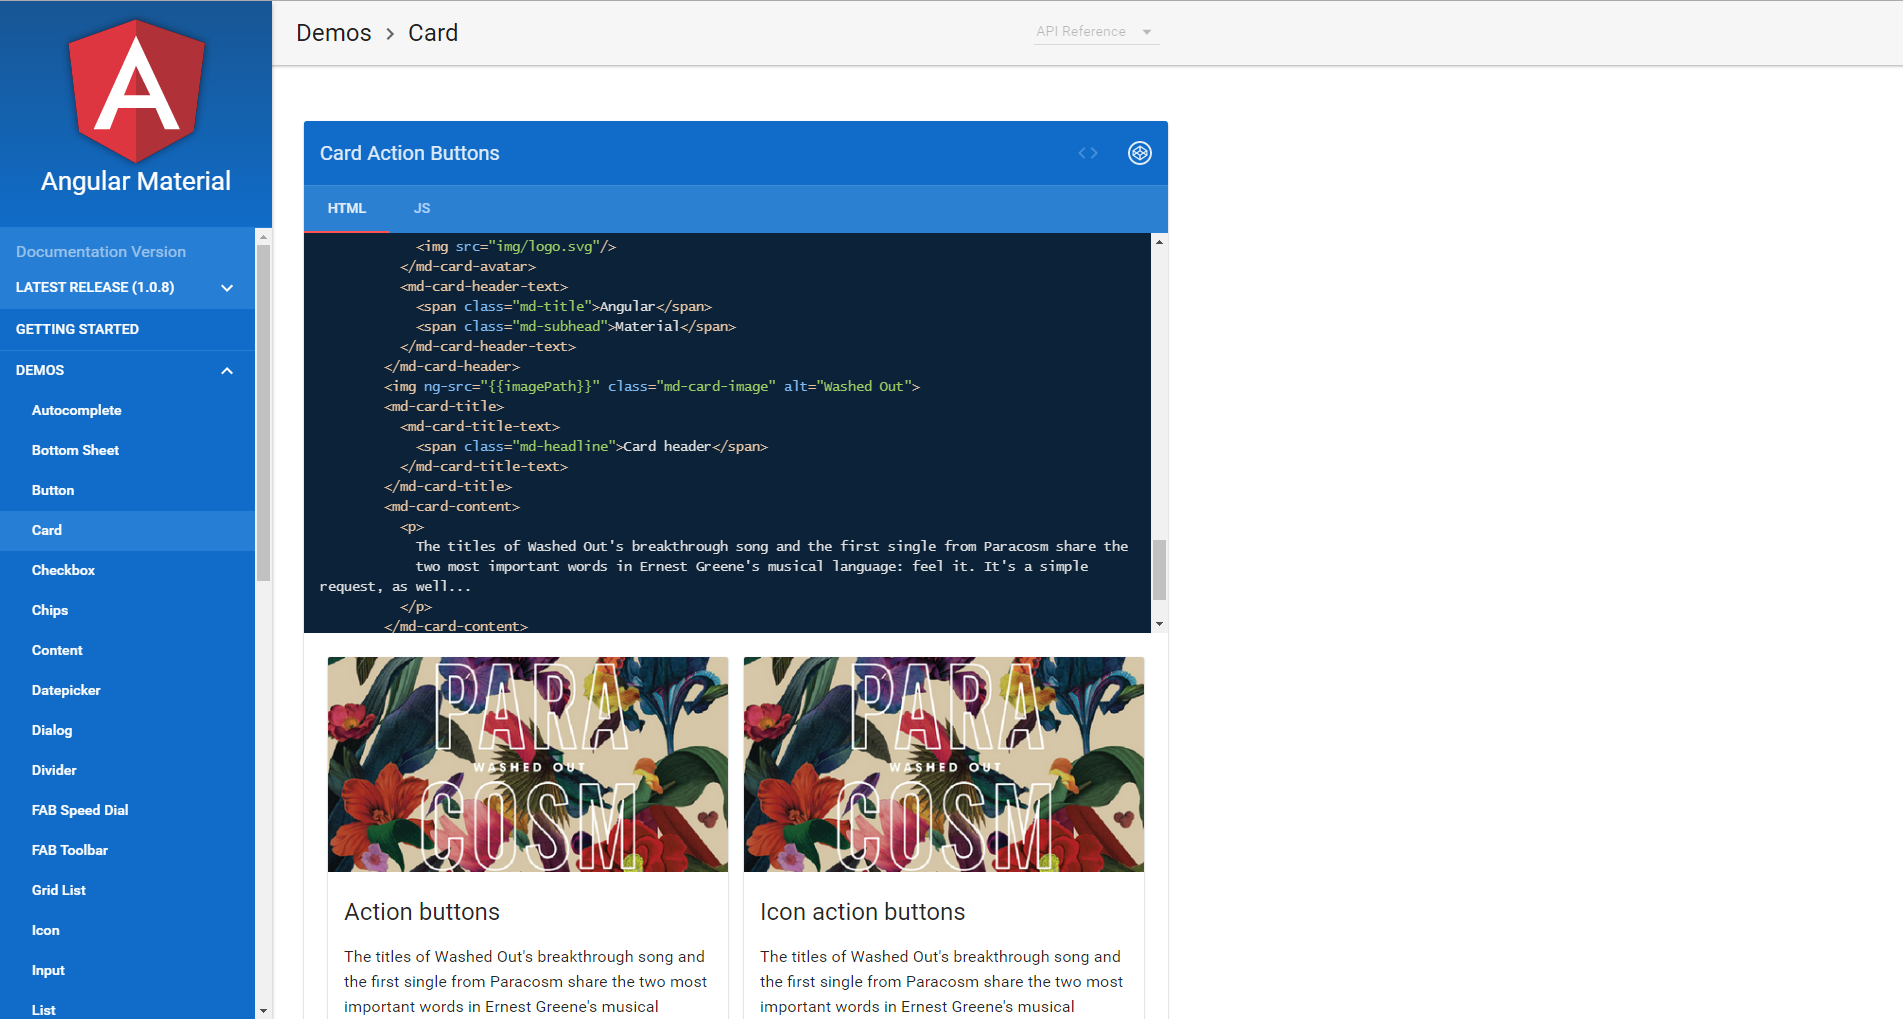 Demos > Card
API Reference
A
Angular Material
Documentation Version
LATEST RELEASE (1.0.8)
GETTING STARTED
DEMOS
Autocomplete
Bottom Sheet
Button
Card
Checkbox
Chips
Content
Datepicker
Dialog
Divider
FAB Speed Dial
FAB Toolbar
Grid List
Icon
Input
List
Card Action Buttons
< >
HTML JS
<img src="img/logo.svg"/>
</md-card-avatar>
<md-card-header-text>
<span class="md-title">Angular</span>
<span class="md-subhead">Material</span>
</md-card-header-text>
</md-card-header>
<img ng-src="{{imagePath}}" class="md-card-image" alt="Washed Out">
<md-card-title>
<md-card-title-text>
<span class="md-headline">Card header</span>
</md-card-title-text>
</md-card-title>
<md-card-content>
<p>
The titles of Washed Out's breakthrough song and the first single from Paracosm share the
two most important words in Ernest Greene's musical language: feel it. It's a simple
request, as well...
</p>
</md-card-content>
PARA
WASHED OUT
COSM
Action buttons
The titles of Washed Out's breakthrough song and
the first single from Paracosm share the two most
important words in Ernest Greene's musical
PARA
WASHED OUT
COSM
Icon action buttons
The titles of Washed Out's breakthrough song and
the first single from Paracosm share the two most
important words in Ernest Greene's musical